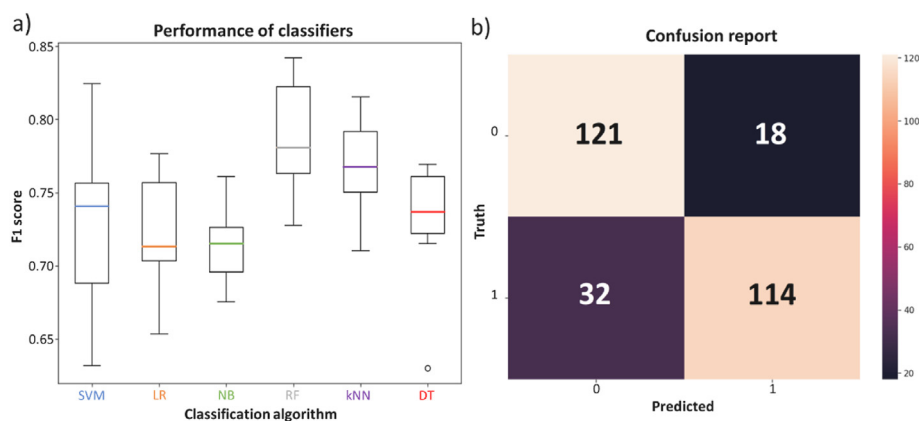 a)
Performance of classifiers
0.85
0.80
0.75
0.70
0.65
F1 score
SVM LR NB RF kNN DT
Classification algorithm
b)
Confusion report
0
1
Truth
121 18
32 114
0 1
Predicted
120
100
80
60
40
20